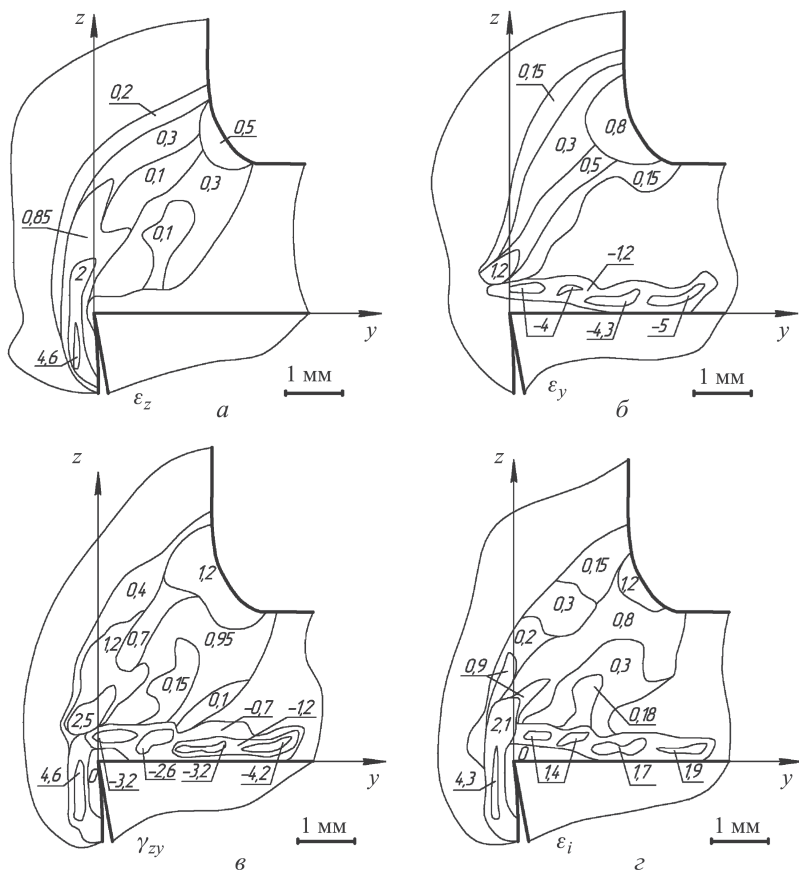 z
0,2
0,3
0,5
0,1
0,3
0,85
0,1
2
4,6
y
1 мм
ε_z
а
z
0,15
0,8
0,3
0,5
0,15
1,2
–1,2
–4
–4,3
–5
y
1 мм
ε_y
б
z
1,2
0,4
1,2
0,7
0,95
0,15
0,1
2,5
–0,7
–1,2
4,6
0
–3,2
–2,6
–3,2
–4,2
y
1 мм
γ_zy
в
z
0,15
1,2
0,3
0,2
0,8
0,9
0,3
2,1
0,18
4,3
0
1,4
1,7
1,9
y
1 мм
ε_i
г